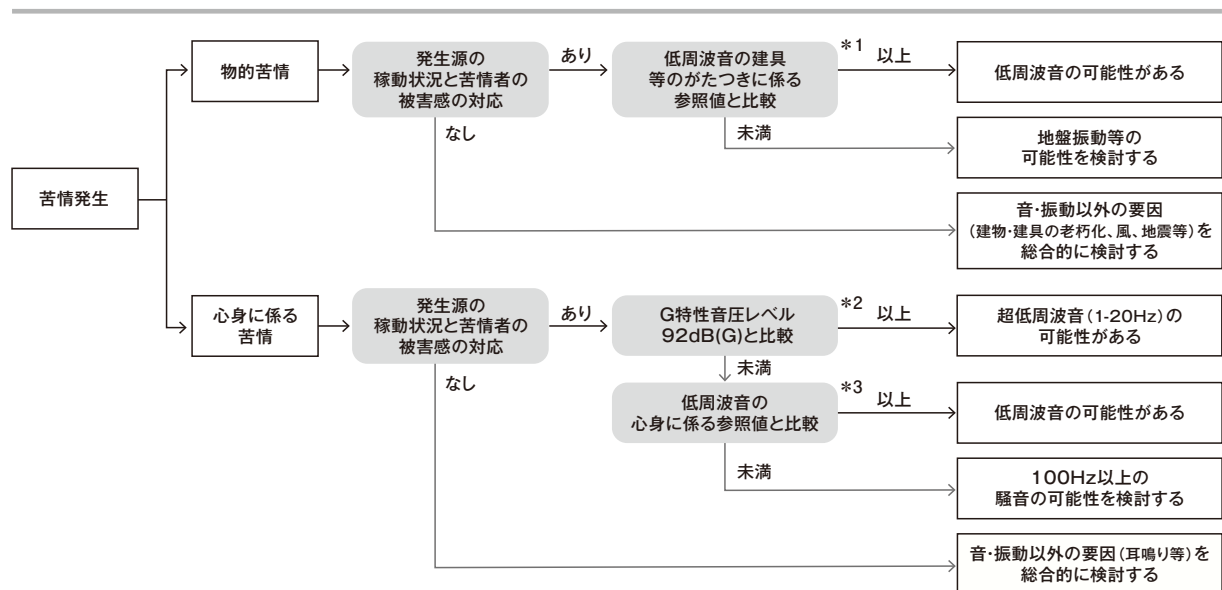 物的苦情
発生源の
稼動状況と苦情者の
被害感の対応
あり
なし
低周波音の建具
等のがたつきに係る
参照値と比較
*1 以上
未満
低周波音の可能性がある
地盤振動等の
可能性を検討する
音・振動以外の要因
(建物・建具の老朽化、風、地震等)を
総合的に検討する
苦情発生
心身に係る
苦情
発生源の
稼動状況と苦情者の
被害感の対応
あり
なし
G特性音圧レベル
92dB(G)と比較
*2 以上
未満
超低周波音(1-20Hz)の
可能性がある
低周波音の
心身に係る参照値と比較
*3 以上
未満
低周波音の可能性がある
100Hz以上の
騒音の可能性を検討する
音・振動以外の要因(耳鳴り等)を
総合的に検討する